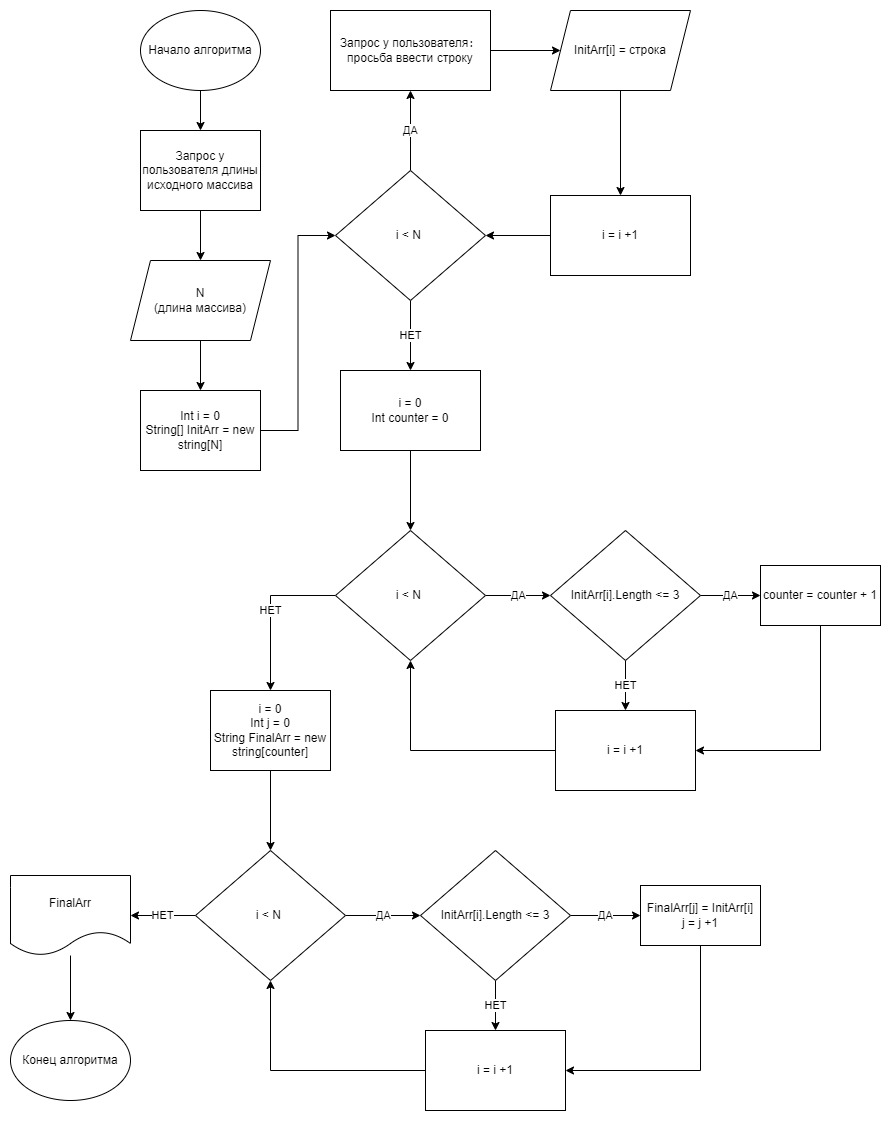 Начало алгоритма
Запрос у
пользователя длины
исходного массива
N
(длина массива)
Int i = 0
String[] InitArr = new
string[N]
i < N
ДА
Запрос у пользователя:
просьба ввести строку
InitArr[i] = строка
i = i +1
НЕТ
i = 0
Int counter = 0
i < N
ДА
InitArr[i].Length <= 3
ДА
counter = counter + 1
НЕТ
i = i +1
НЕТ
i = 0
Int j = 0
String FinalArr = new
string[counter]
i < N
ДА
InitArr[i].Length <= 3
ДА
FinalArr[j] = InitArr[i]
j = j +1
НЕТ
i = i +1
НЕТ
FinalArr
Конец алгоритма